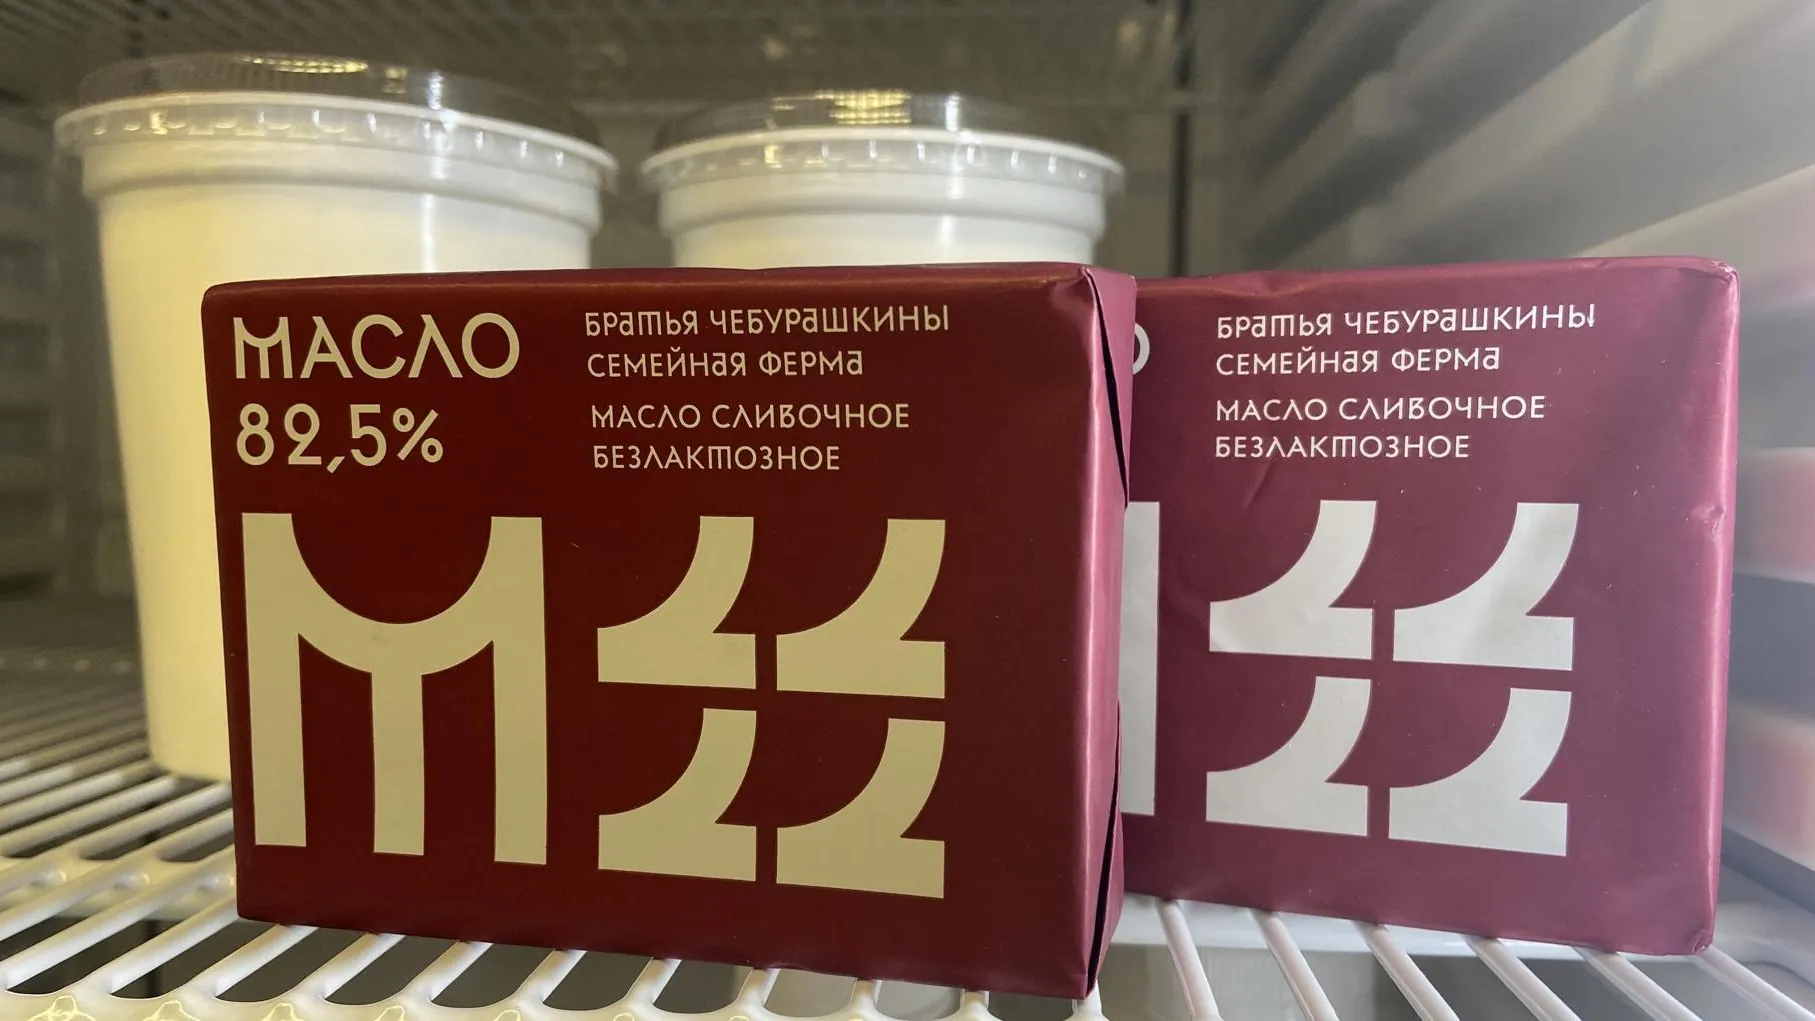 МАСЛО
82,5%
БРАТЬЯ ЧЕБУРАШКИНЫ
СЕМЕЙНАЯ ФЕРМА
МАСЛО СЛИВОЧНОЕ
БЕЗЛАКТОЗНОЕ
М
О
БРАТЬЯ ЧЕБУРАШКИНЫ
СЕМЕЙНАЯ ФЕРМА
МАСЛО СЛИВОЧНОЕ
БЕЗЛАКТОЗНОЕ